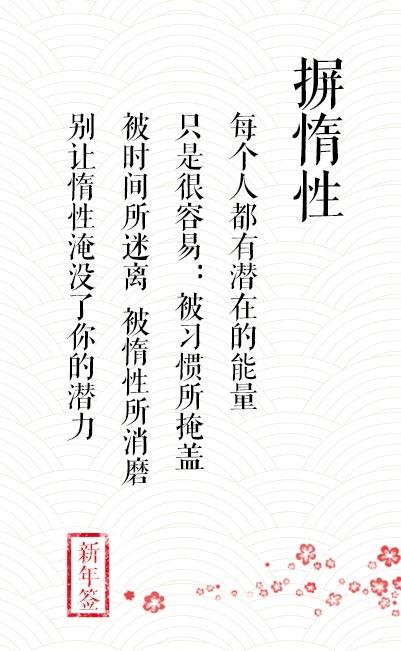 摒惰性
每个人都有潜在的能量
只是很容易：被习惯所掩盖
被时间所迷离 被惰性所消磨
别让惰性淹没了你的潜力
新年签